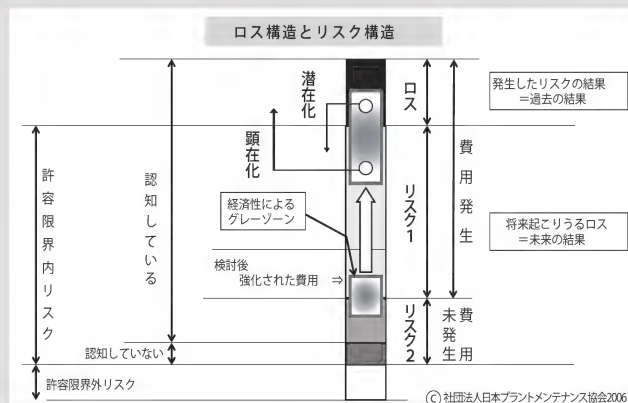 ロス構造とリスク構造
潜在化
顕在化
ロス
発生したリスクの結果
＝過去の結果
許容限界内リスク
認知している
経済性による
グレーゾーン
リスク1
費用発生
将来起こりうるロス
＝未来の結果
検討後
強化された費用 ⇒
リスク2
費用
未発生
認知していない
許容限界外リスク
Ⓒ 社団法人日本プラントメンテナンス協会2006